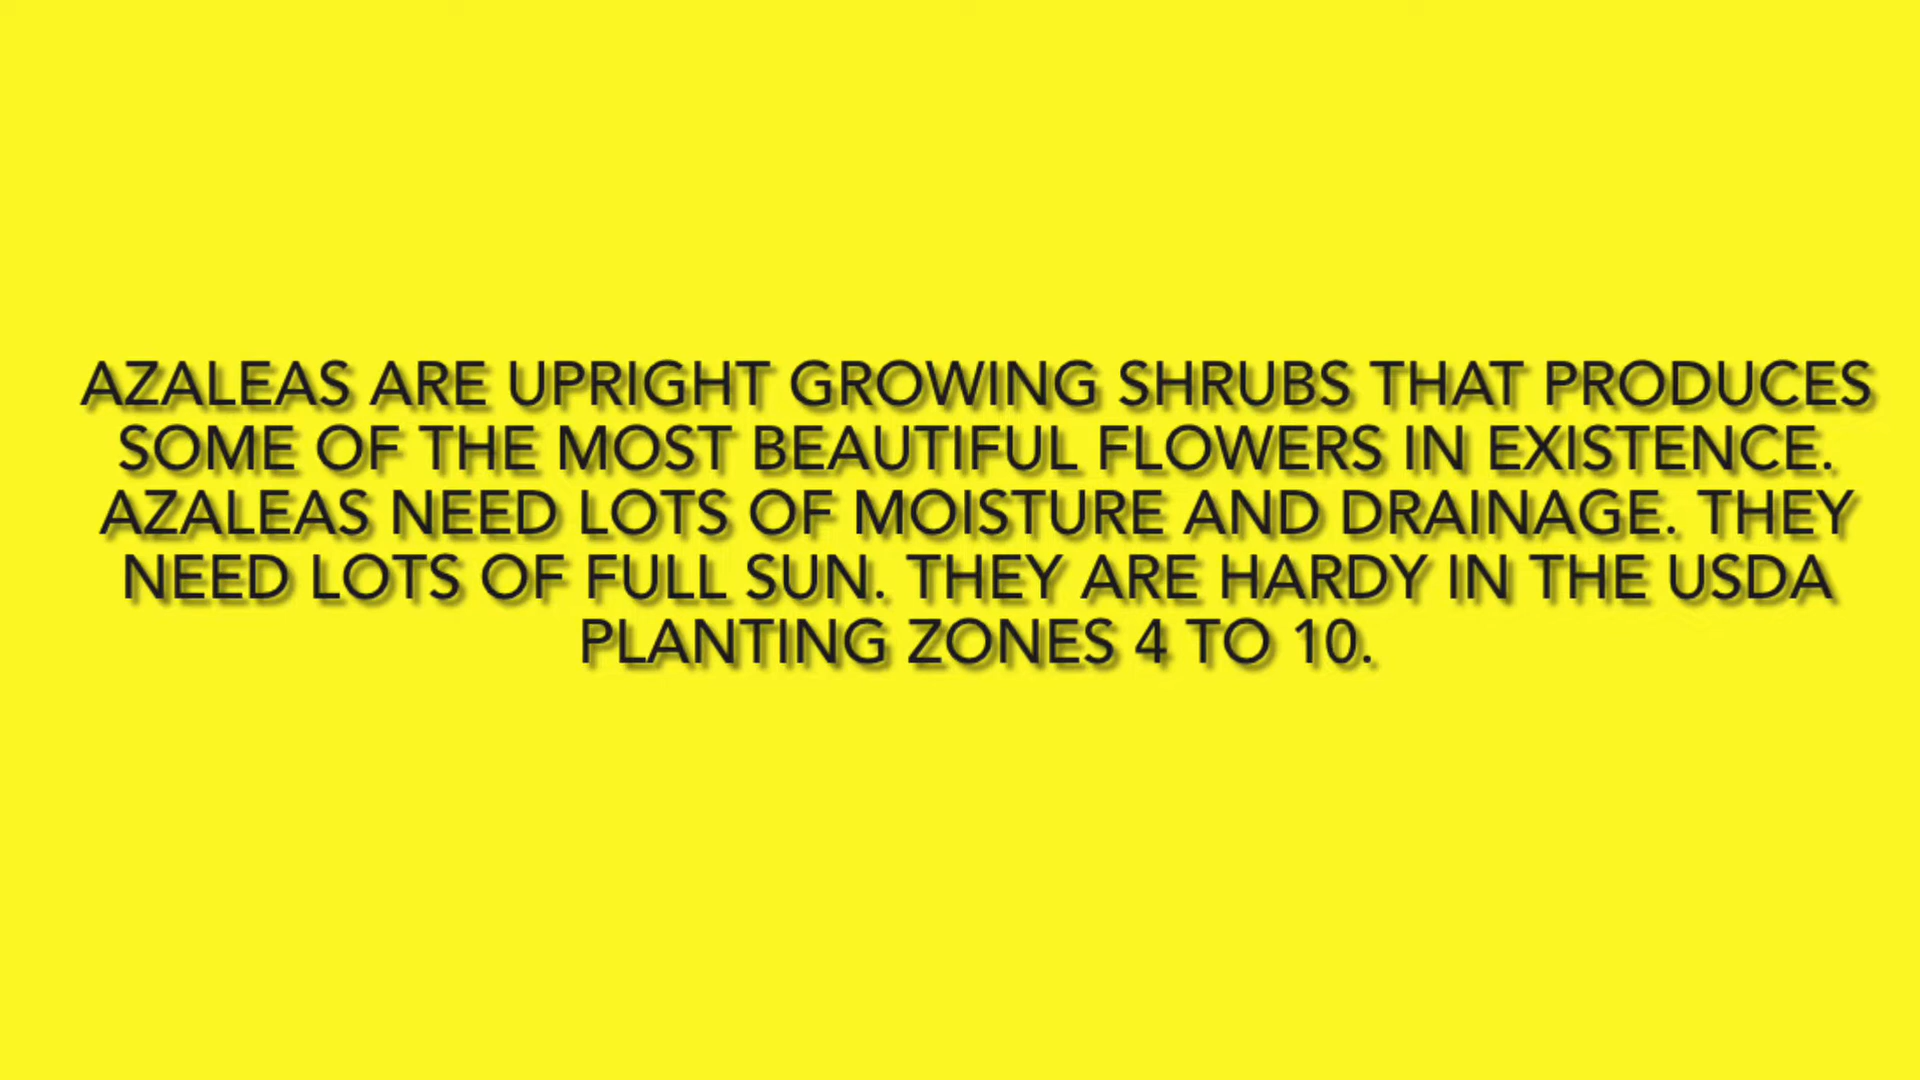 AZALEAS ARE UPRIGHT GROWING SHRUBS THAT PRODUCES
SOME OF THE MOST BEAUTIFUL FLOWERS IN EXISTENCE.
AZALEAS NEED LOTS OF MOISTURE AND DRAINAGE. THEY
NEED LOTS OF FULL SUN. THEY ARE HARDY IN THE USDA
PLANTING ZONES 4 TO 10.